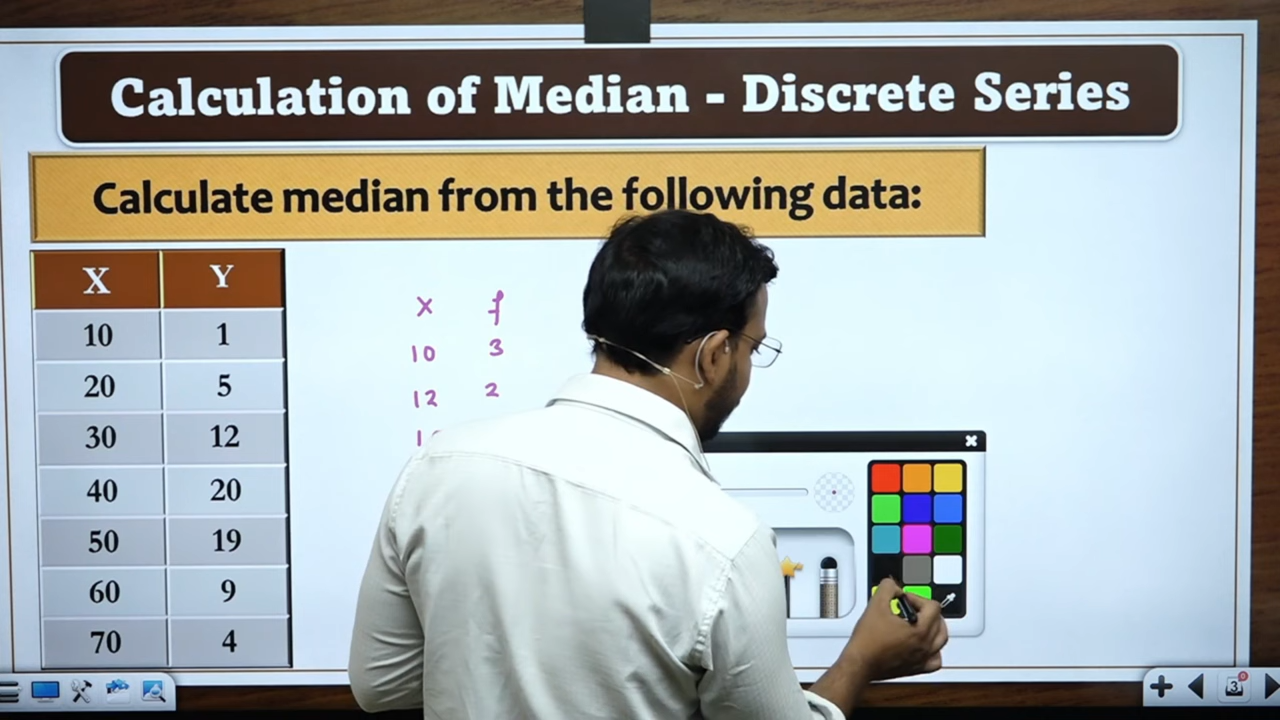 Calculation of Median - Discrete Series
Calculate median from the following data:
X Y
10 1
20 5
30 12
40 20
50 19
60 9
70 4
X f
10 3
12 2
3